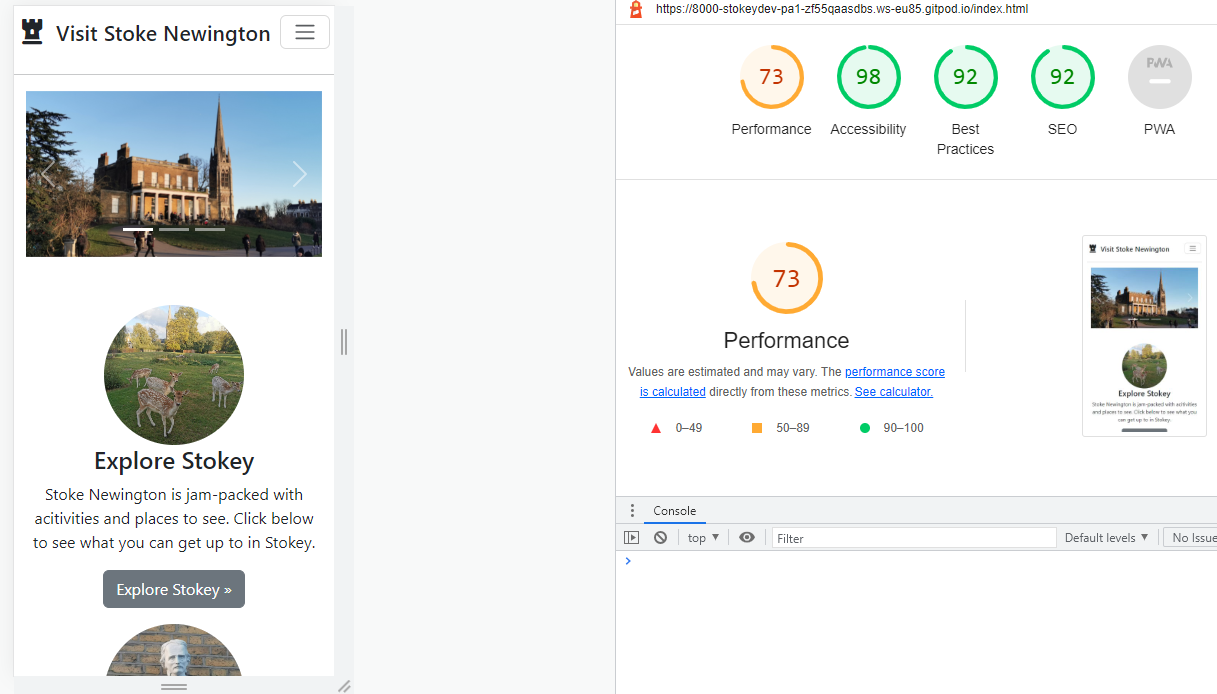 Visit Stoke Newington
Explore Stokey
Stoke Newington is jam-packed with
acitivities and places to see. Click below
to see what you can get up to in Stokey.
Explore Stokey »
https://8000-stokeydev-pa1-zf55qaasdbs.ws-eu85.gitpod.io/index.html
73
98
92
92
PWA
Performance
Accessibility
Best
Practices
SEO
PWA
73
Performance
Values are estimated and may vary. The performance score
is calculated directly from these metrics. See calculator.
0–49
50–89
90–100
Visit Stoke Newington
Explore Stokey
Stoke Newington is jam-packed with acitivities
and places to see. Click below to see what you
can get up to in Stokey.
Console
top ▼
Filter
Default levels ▼
No Issue